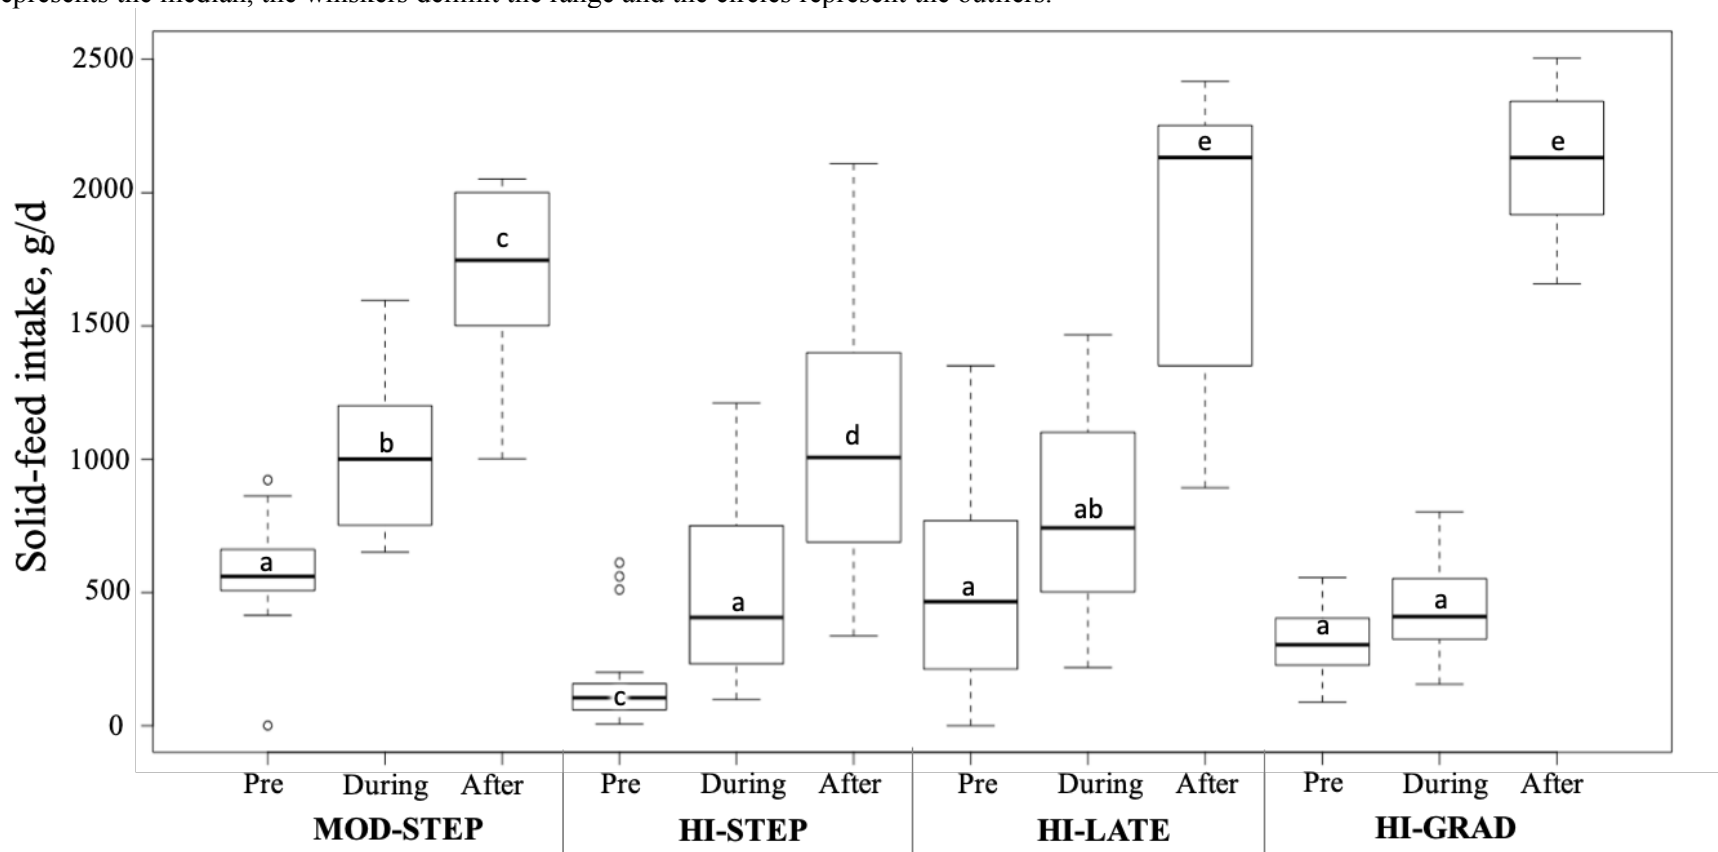 represents the median, the whiskers delimit the range and the circles represent the outliers.
Solid-feed intake, g/d
2500
2000
1500
1000
500
0
a b c
c a d
a ab e
a a e
Pre During After Pre During After Pre During After Pre During After
MOD-STEP HI-STEP HI-LATE HI-GRAD